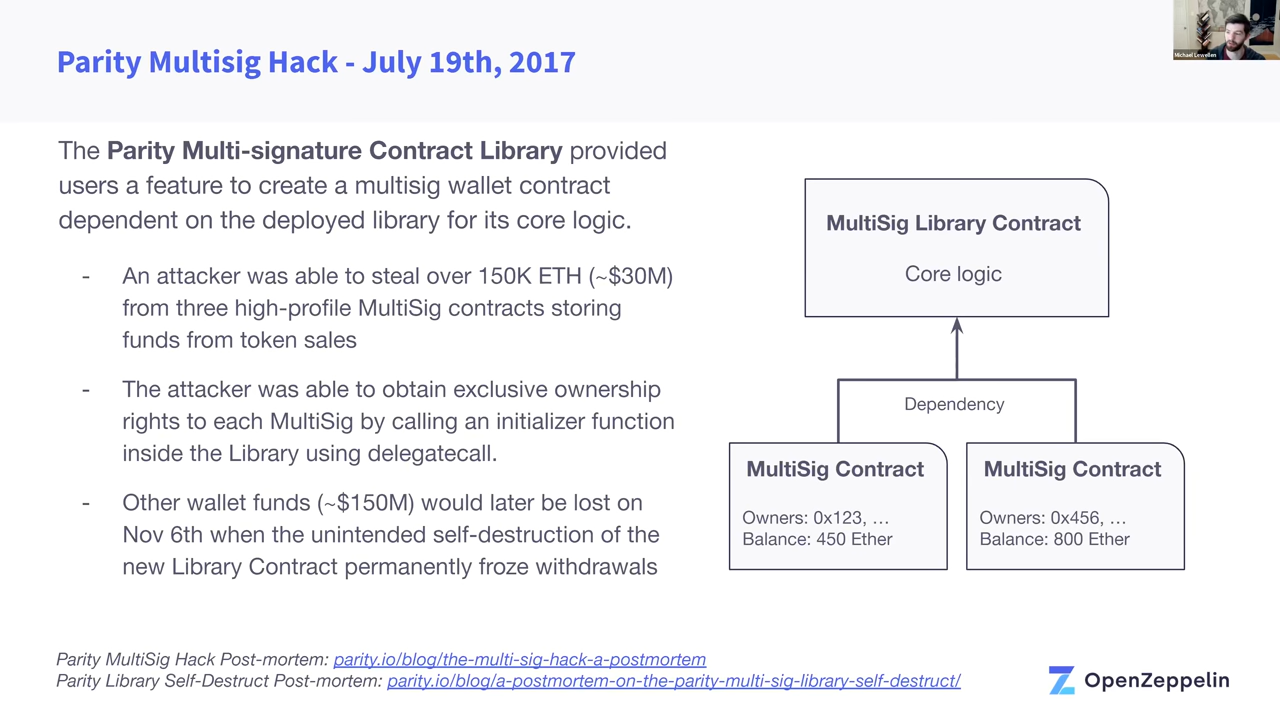 Parity Multisig Hack - July 19th, 2017
Michael Lewellen
The Parity Multi-signature Contract Library provided
users a feature to create a multisig wallet contract
dependent on the deployed library for its core logic.
- An attacker was able to steal over 150K ETH (~$30M)
from three high-profile MultiSig contracts storing
funds from token sales
- The attacker was able to obtain exclusive ownership
rights to each MultiSig by calling an initializer function
inside the Library using delegatecall.
- Other wallet funds (~$150M) would later be lost on
Nov 6th when the unintended self-destruction of the
new Library Contract permanently froze withdrawals
MultiSig Library Contract
Core logic
Dependency
MultiSig Contract
Owners: 0x123, …
Balance: 450 Ether
MultiSig Contract
Owners: 0x456, …
Balance: 800 Ether
Parity MultiSig Hack Post-mortem: parity.io/blog/the-multi-sig-hack-a-postmortem
Parity Library Self-Destruct Post-mortem: parity.io/blog/a-postmortem-on-the-parity-multi-sig-library-self-destruct/
OpenZeppelin